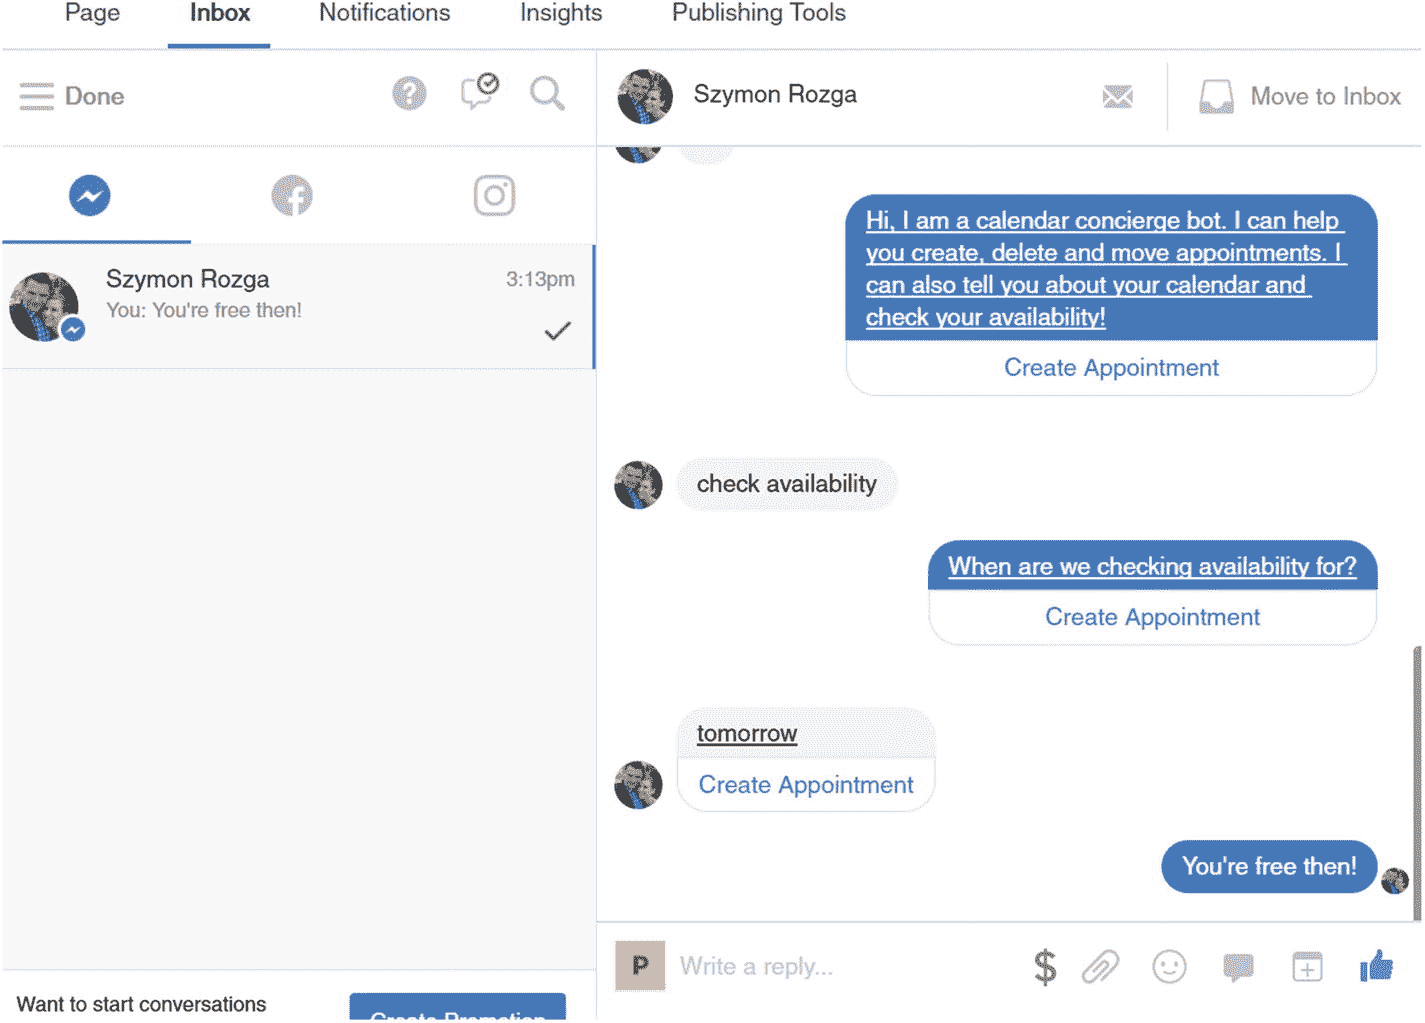 Page Inbox Notifications Insights Publishing Tools
Done
Szymon Rozga
Move to Inbox
Szymon Rozga 3:13pm
You: You're free then!
Hi, I am a calendar concierge bot. I can help
you create, delete and move appointments. I
can also tell you about your calendar and
check your availability!
Create Appointment
check availability
When are we checking availability for?
Create Appointment
tomorrow
Create Appointment
You're free then!
P Write a reply...
Want to start conversations
Create Promotion